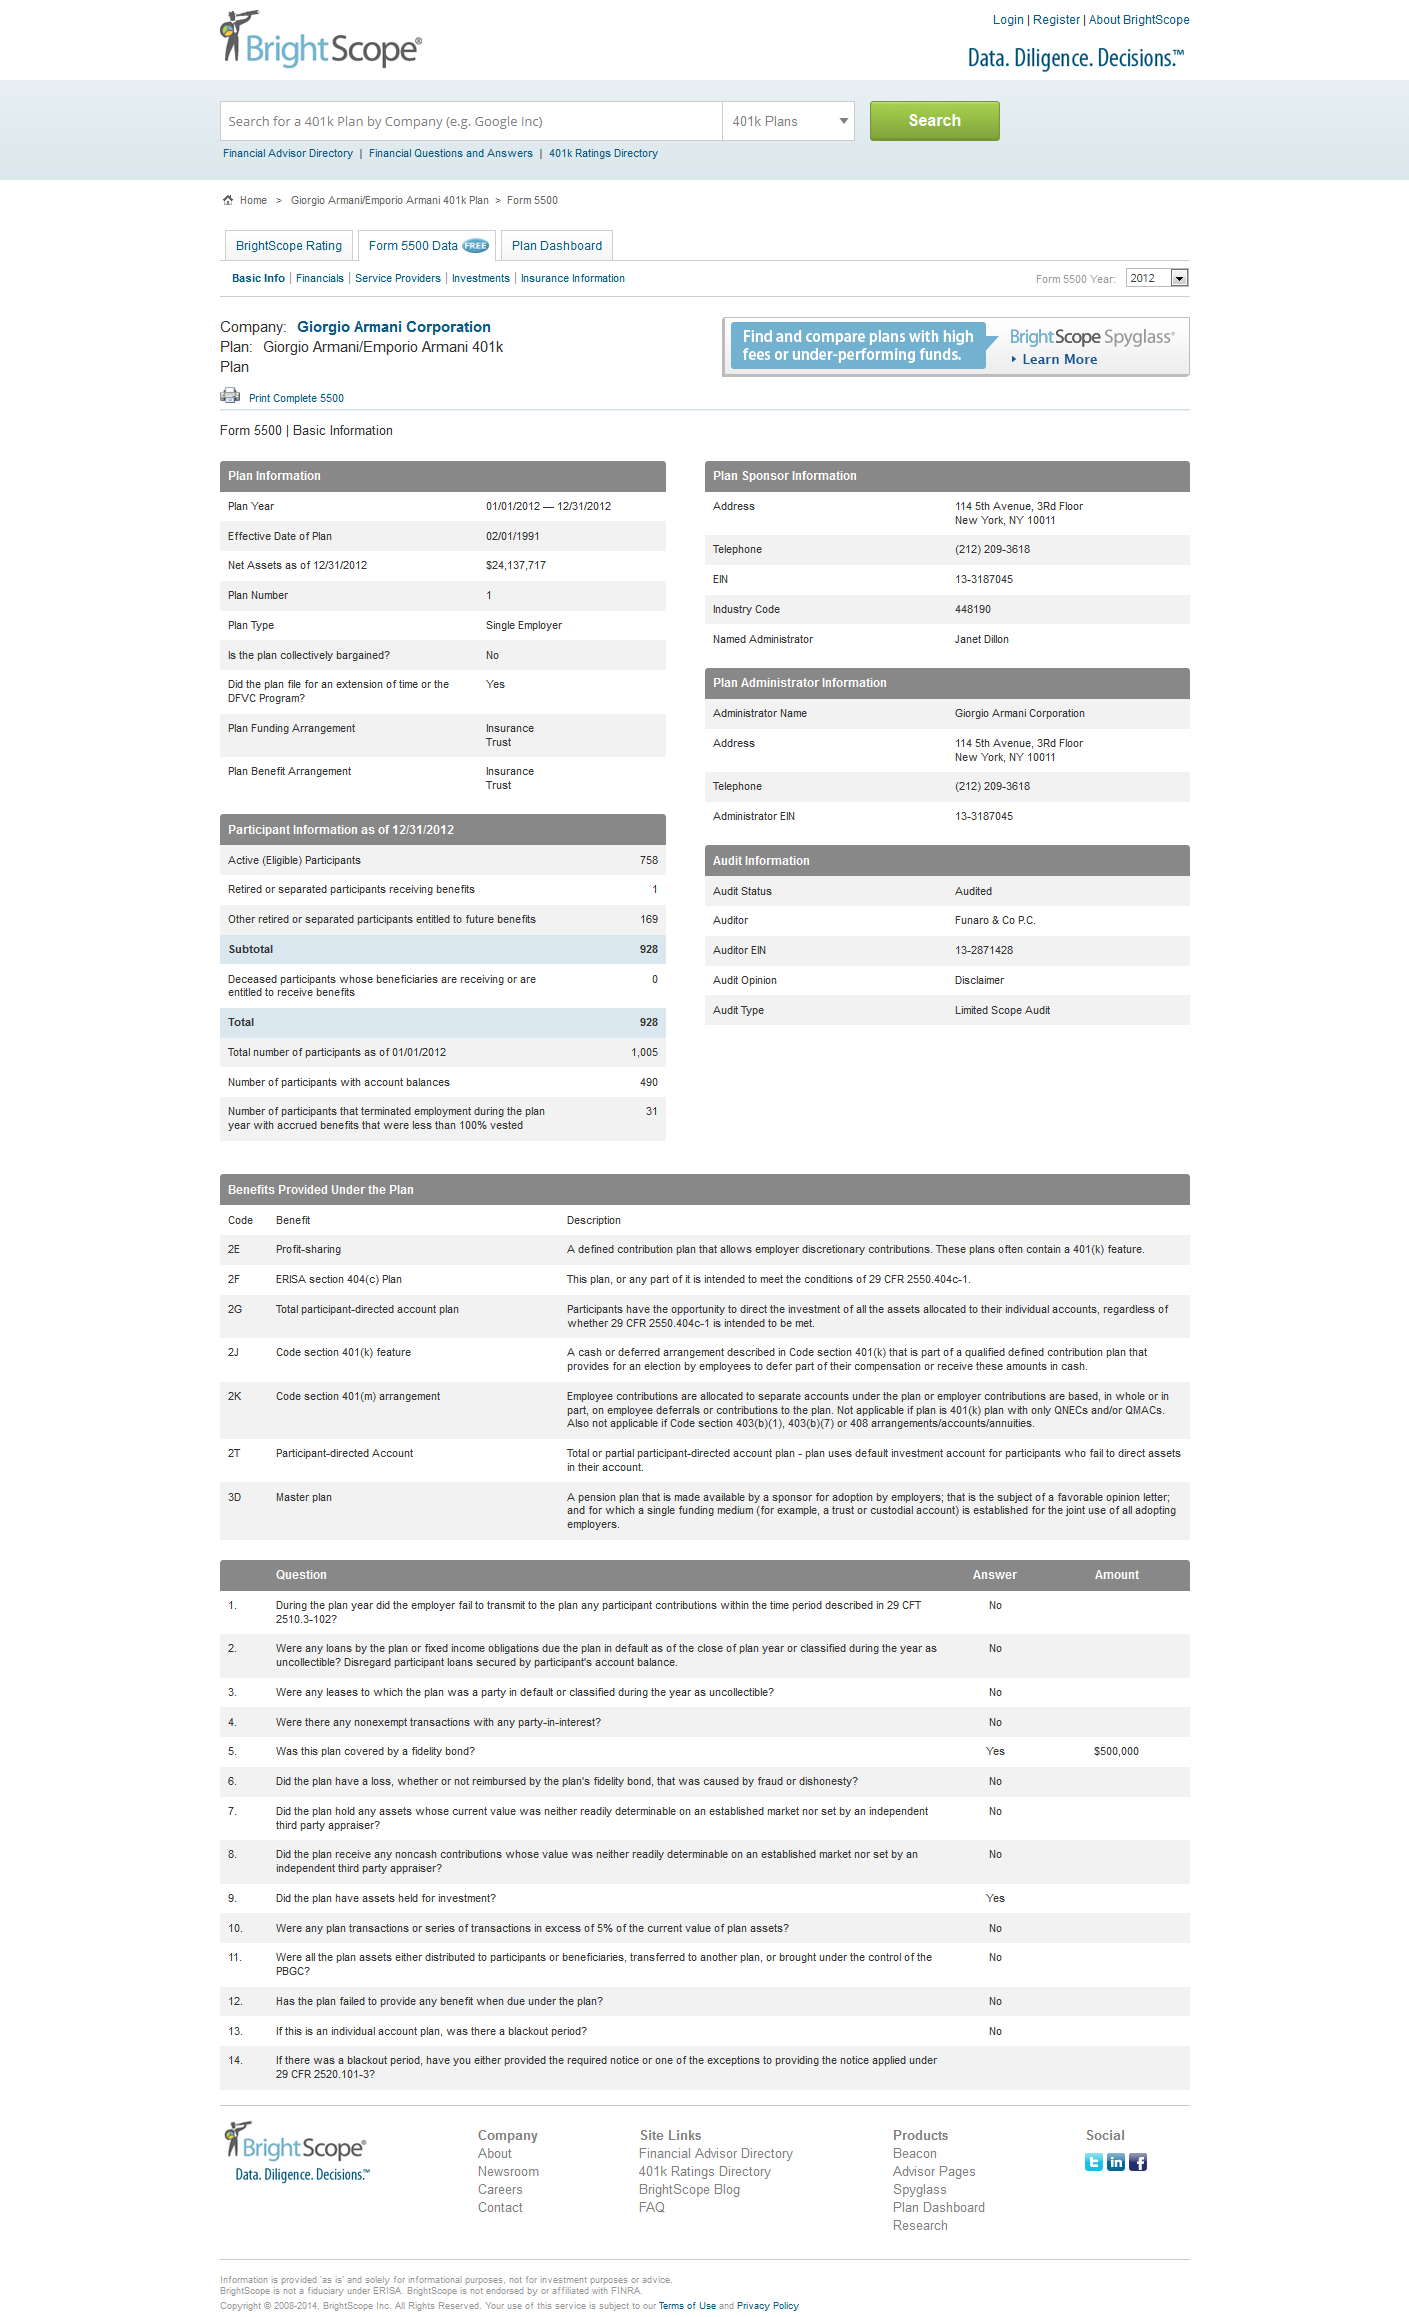 BrightScope®
Login | Register | About BrightScope
Data. Diligence. Decisions.™
Search for a 401k Plan by Company (e.g. Google Inc)
401k Plans
Search
Financial Advisor Directory | Financial Questions and Answers | 401k Ratings Directory
Home > Giorgio Armani/Emporio Armani 401k Plan > Form 5500
BrightScope Rating
Form 5500 Data FREE
Plan Dashboard
Basic Info | Financials | Service Providers | Investments | Insurance Information
Form 5500 Year: 2012
Company: Giorgio Armani Corporation
Plan: Giorgio Armani/Emporio Armani 401k
Plan
Find and compare plans with high
fees or under-performing funds.
BrightScope Spyglass®
Learn More
Print Complete 5500
Form 5500 | Basic Information
Plan Information
Plan Year 01/01/2012 — 12/31/2012
Effective Date of Plan 02/01/1991
Net Assets as of 12/31/2012 $24,137,717
Plan Number 1
Plan Type Single Employer
Is the plan collectively bargained? No
Did the plan file for an extension of time or the Yes
DFVC Program?
Plan Funding Arrangement Insurance
Trust
Plan Benefit Arrangement Insurance
Trust
Participant Information as of 12/31/2012
Active (Eligible) Participants 758
Retired or separated participants receiving benefits 1
Other retired or separated participants entitled to future benefits 169
Subtotal 928
Deceased participants whose beneficiaries are receiving or are 0
entitled to receive benefits
Total 928
Total number of participants as of 01/01/2012 1,005
Number of participants with account balances 490
Number of participants that terminated employment during the plan 31
year with accrued benefits that were less than 100% vested
Plan Sponsor Information
Address 114 5th Avenue, 3Rd Floor
New York, NY 10011
Telephone (212) 209-3618
EIN 13-3187045
Industry Code 448190
Named Administrator Janet Dillon
Plan Administrator Information
Administrator Name Giorgio Armani Corporation
Address 114 5th Avenue, 3Rd Floor
New York, NY 10011
Telephone (212) 209-3618
Administrator EIN 13-3187045
Audit Information
Audit Status Audited
Auditor Funaro & Co P.C.
Auditor EIN 13-2871428
Audit Opinion Disclaimer
Audit Type Limited Scope Audit
Benefits Provided Under the Plan
Code Benefit Description
2E Profit-sharing A defined contribution plan that allows employer discretionary contributions. These plans often contain a 401(k) feature.
2F ERISA section 404(c) Plan This plan, or any part of it is intended to meet the conditions of 29 CFR 2550.404c-1.
2G Total participant-directed account plan Participants have the opportunity to direct the investment of all the assets allocated to their individual accounts, regardless of
whether 29 CFR 2550.404c-1 is intended to be met.
2J Code section 401(k) feature A cash or deferred arrangement described in Code section 401(k) that is part of a qualified defined contribution plan that
provides for an election by employees to defer part of their compensation or receive these amounts in cash.
2K Code section 401(m) arrangement Employee contributions are allocated to separate accounts under the plan or employer contributions are based, in whole or in
part, on employee deferrals or contributions to the plan. Not applicable if plan is 401(k) plan with only QNECs and/or QMACs.
Also not applicable if Code section 403(b)(1), 403(b)(7) or 408 arrangements/accounts/annuities.
2T Participant-directed Account Total or partial participant-directed account plan - plan uses default investment account for participants who fail to direct assets
in their account.
3D Master plan A pension plan that is made available by a sponsor for adoption by employers; that is the subject of a favorable opinion letter;
and for which a single funding medium (for example, a trust or custodial account) is established for the joint use of all adopting
employers.
Question Answer Amount
1. During the plan year did the employer fail to transmit to the plan any participant contributions within the time period described in 29 CFT No
2510.3-102?
2. Were any loans by the plan or fixed income obligations due the plan in default as of the close of plan year or classified during the year as No
uncollectible? Disregard participant loans secured by participant's account balance.
3. Were any leases to which the plan was a party in default or classified during the year as uncollectible? No
4. Were there any nonexempt transactions with any party-in-interest? No
5. Was this plan covered by a fidelity bond? Yes $500,000
6. Did the plan have a loss, whether or not reimbursed by the plan's fidelity bond, that was caused by fraud or dishonesty? No
7. Did the plan hold any assets whose current value was neither readily determinable on an established market nor set by an independent No
third party appraiser?
8. Did the plan receive any noncash contributions whose value was neither readily determinable on an established market nor set by an No
independent third party appraiser?
9. Did the plan have assets held for investment? Yes
10. Were any plan transactions or series of transactions in excess of 5% of the current value of plan assets? No
11. Were all the plan assets either distributed to participants or beneficiaries, transferred to another plan, or brought under the control of the No
PBGC?
12. Has the plan failed to provide any benefit when due under the plan? No
13. If this is an individual account plan, was there a blackout period? No
14. If there was a blackout period, have you either provided the required notice or one of the exceptions to providing the notice applied under
29 CFR 2520.101-3?
BrightScope®
Data. Diligence. Decisions.™
Company
About
Newsroom
Careers
Contact
Site Links
Financial Advisor Directory
401k Ratings Directory
BrightScope Blog
FAQ
Products
Beacon
Advisor Pages
Spyglass
Plan Dashboard
Research
Social
Information is provided 'as is' and solely for informational purposes, not for investment purposes or advice.
BrightScope is not a fiduciary under ERISA. BrightScope is not endorsed by or affiliated with FINRA.
Copyright © 2008-2014, BrightScope Inc. All Rights Reserved. Your use of this service is subject to our Terms of Use and Privacy Policy